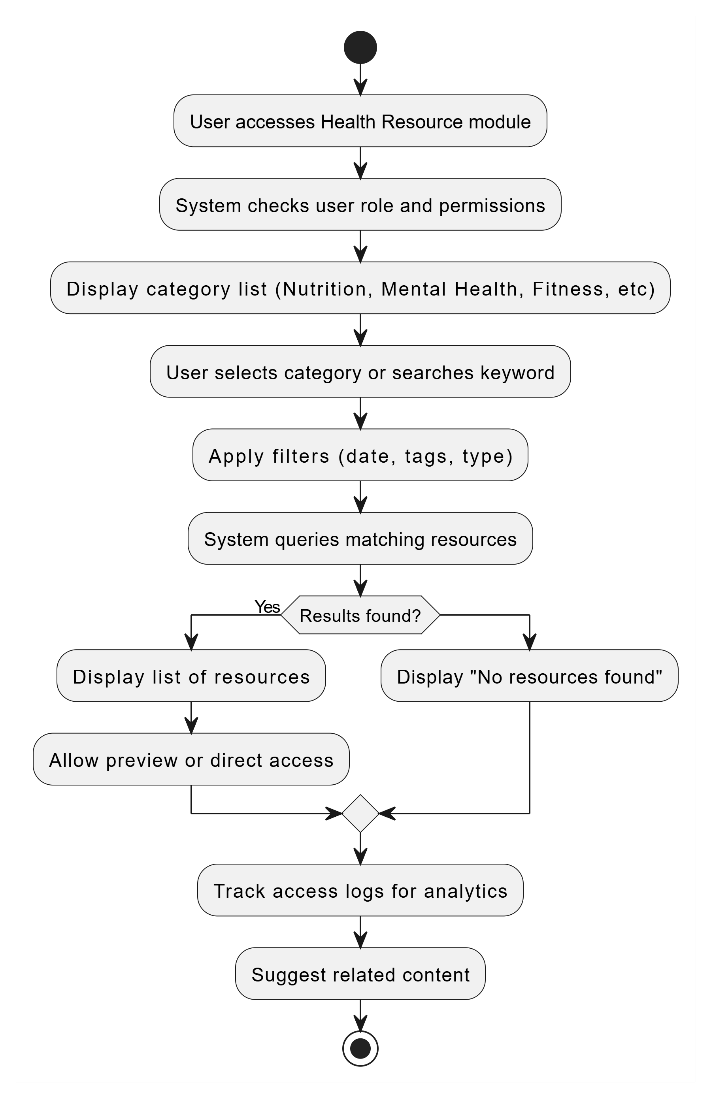 User accesses Health Resource module
System checks user role and permissions
Display category list (Nutrition, Mental Health, Fitness, etc)
User selects category or searches keyword
Apply filters (date, tags, type)
System queries matching resources
Yes
Results found?
Display list of resources
Display "No resources found"
Allow preview or direct access
Track access logs for analytics
Suggest related content